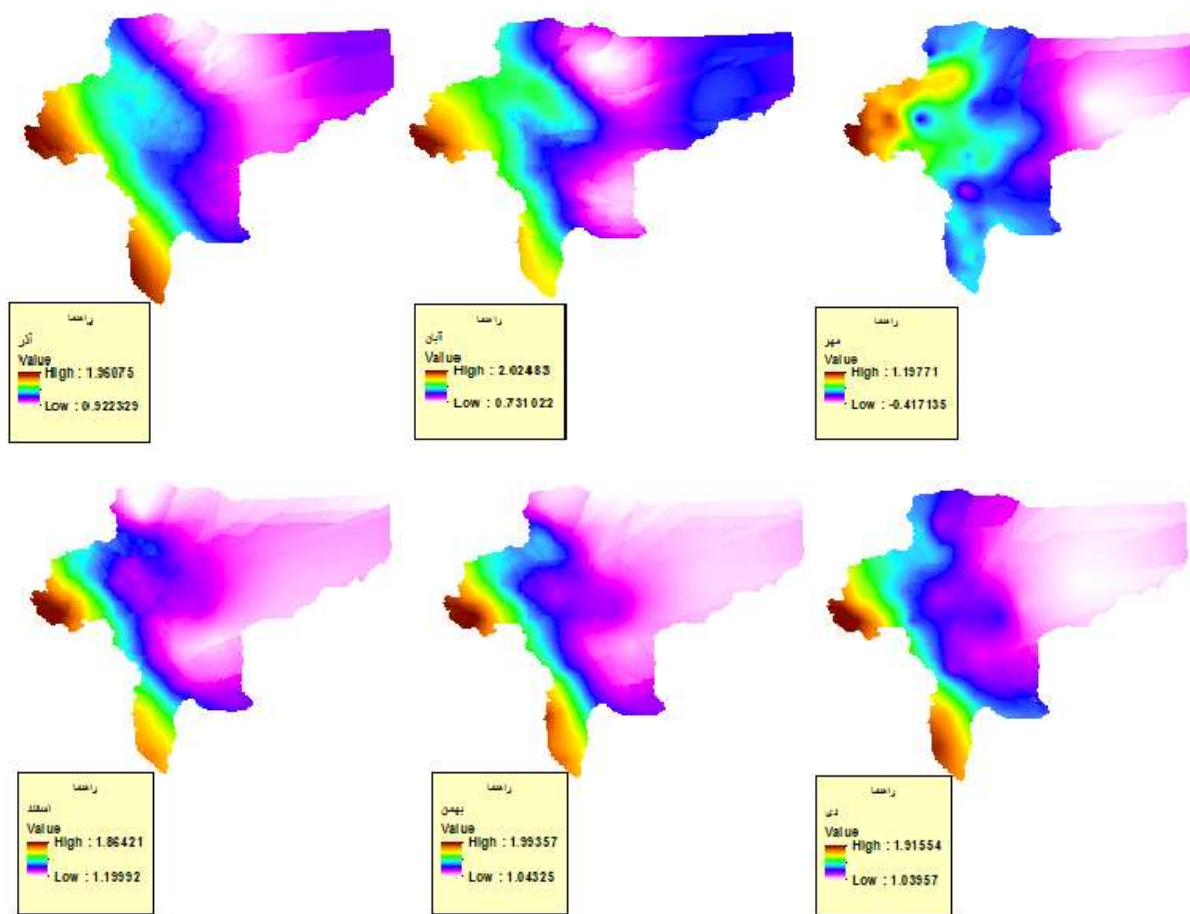 راهنما
آذر
Value
High : 1.96075
Low : 0.922329
راهنما
آبان
Value
High : 2.02483
Low : 0.731022
راهنما
مهر
Value
High : 1.19771
Low : -0.417135
راهنما
اسفند
Value
High : 1.86421
Low : 1.19992
راهنما
بهمن
Value
High : 1.99357
Low : 1.04325
راهنما
دی
Value
High : 1.91554
Low : 1.03957